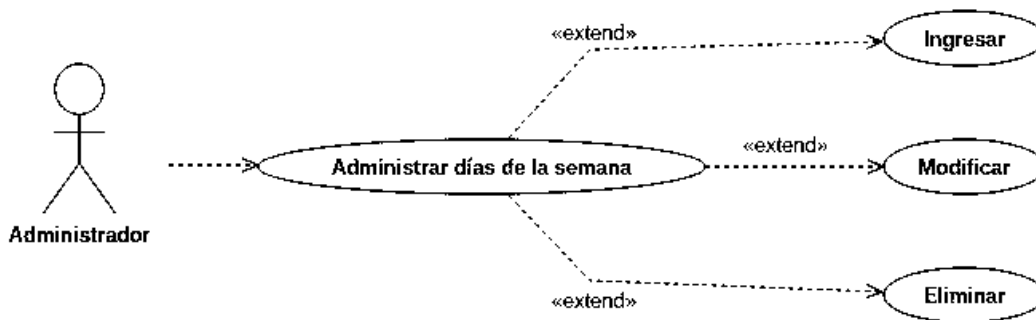 «extend»
Ingresar
«extend»
Administrar días de la semana
Modificar
Administrador
«extend»
Eliminar